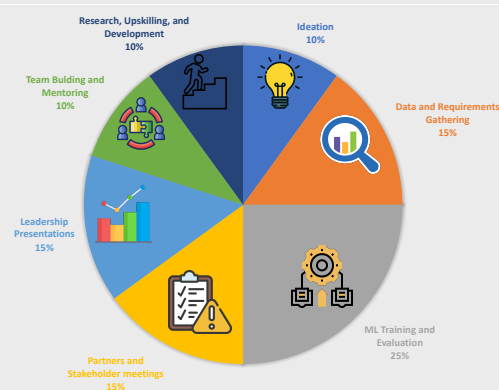 Research, Upskilling, and
Development
10%
Ideation
10%
Team Bulding and
Mentoring
10%
Data and Requirements
Gathering
15%
Leadership
Presentations
15%
ML Training and
Evaluation
25%
Partners and
Stakeholder meetings
15%